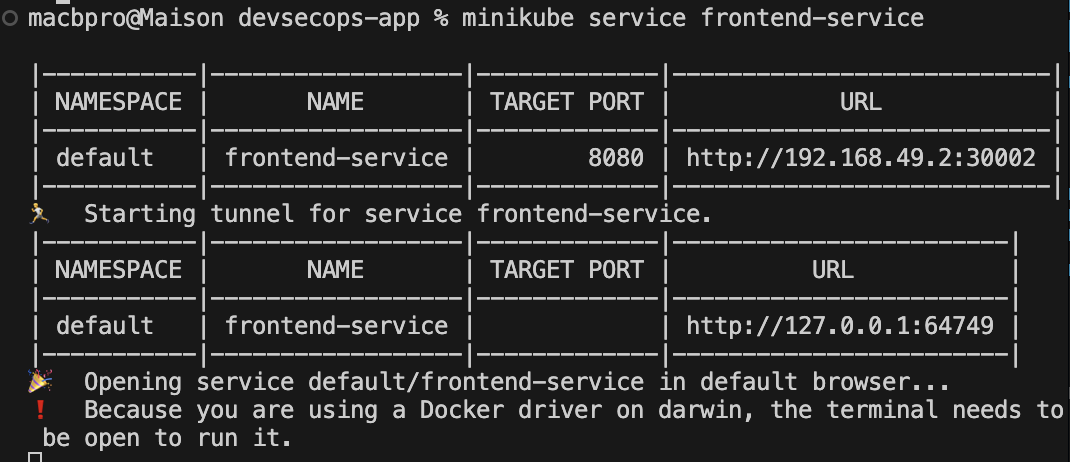 macbpro@Maison devsecops-app % minikube service frontend-service
|-----------|------------------|-------------|---------------------------|
| NAMESPACE |       NAME       | TARGET PORT |            URL            |
|-----------|------------------|-------------|---------------------------|
| default   | frontend-service |        8080 | http://192.168.49.2:30002 |
|-----------|------------------|-------------|---------------------------|
🏃  Starting tunnel for service frontend-service.
|-----------|------------------|-------------|------------------------|
| NAMESPACE |       NAME       | TARGET PORT |          URL           |
|-----------|------------------|-------------|------------------------|
| default   | frontend-service |             | http://127.0.0.1:64749 |
|-----------|------------------|-------------|------------------------|
🎉  Opening service default/frontend-service in default browser...
❗  Because you are using a Docker driver on darwin, the terminal needs to
be open to run it.